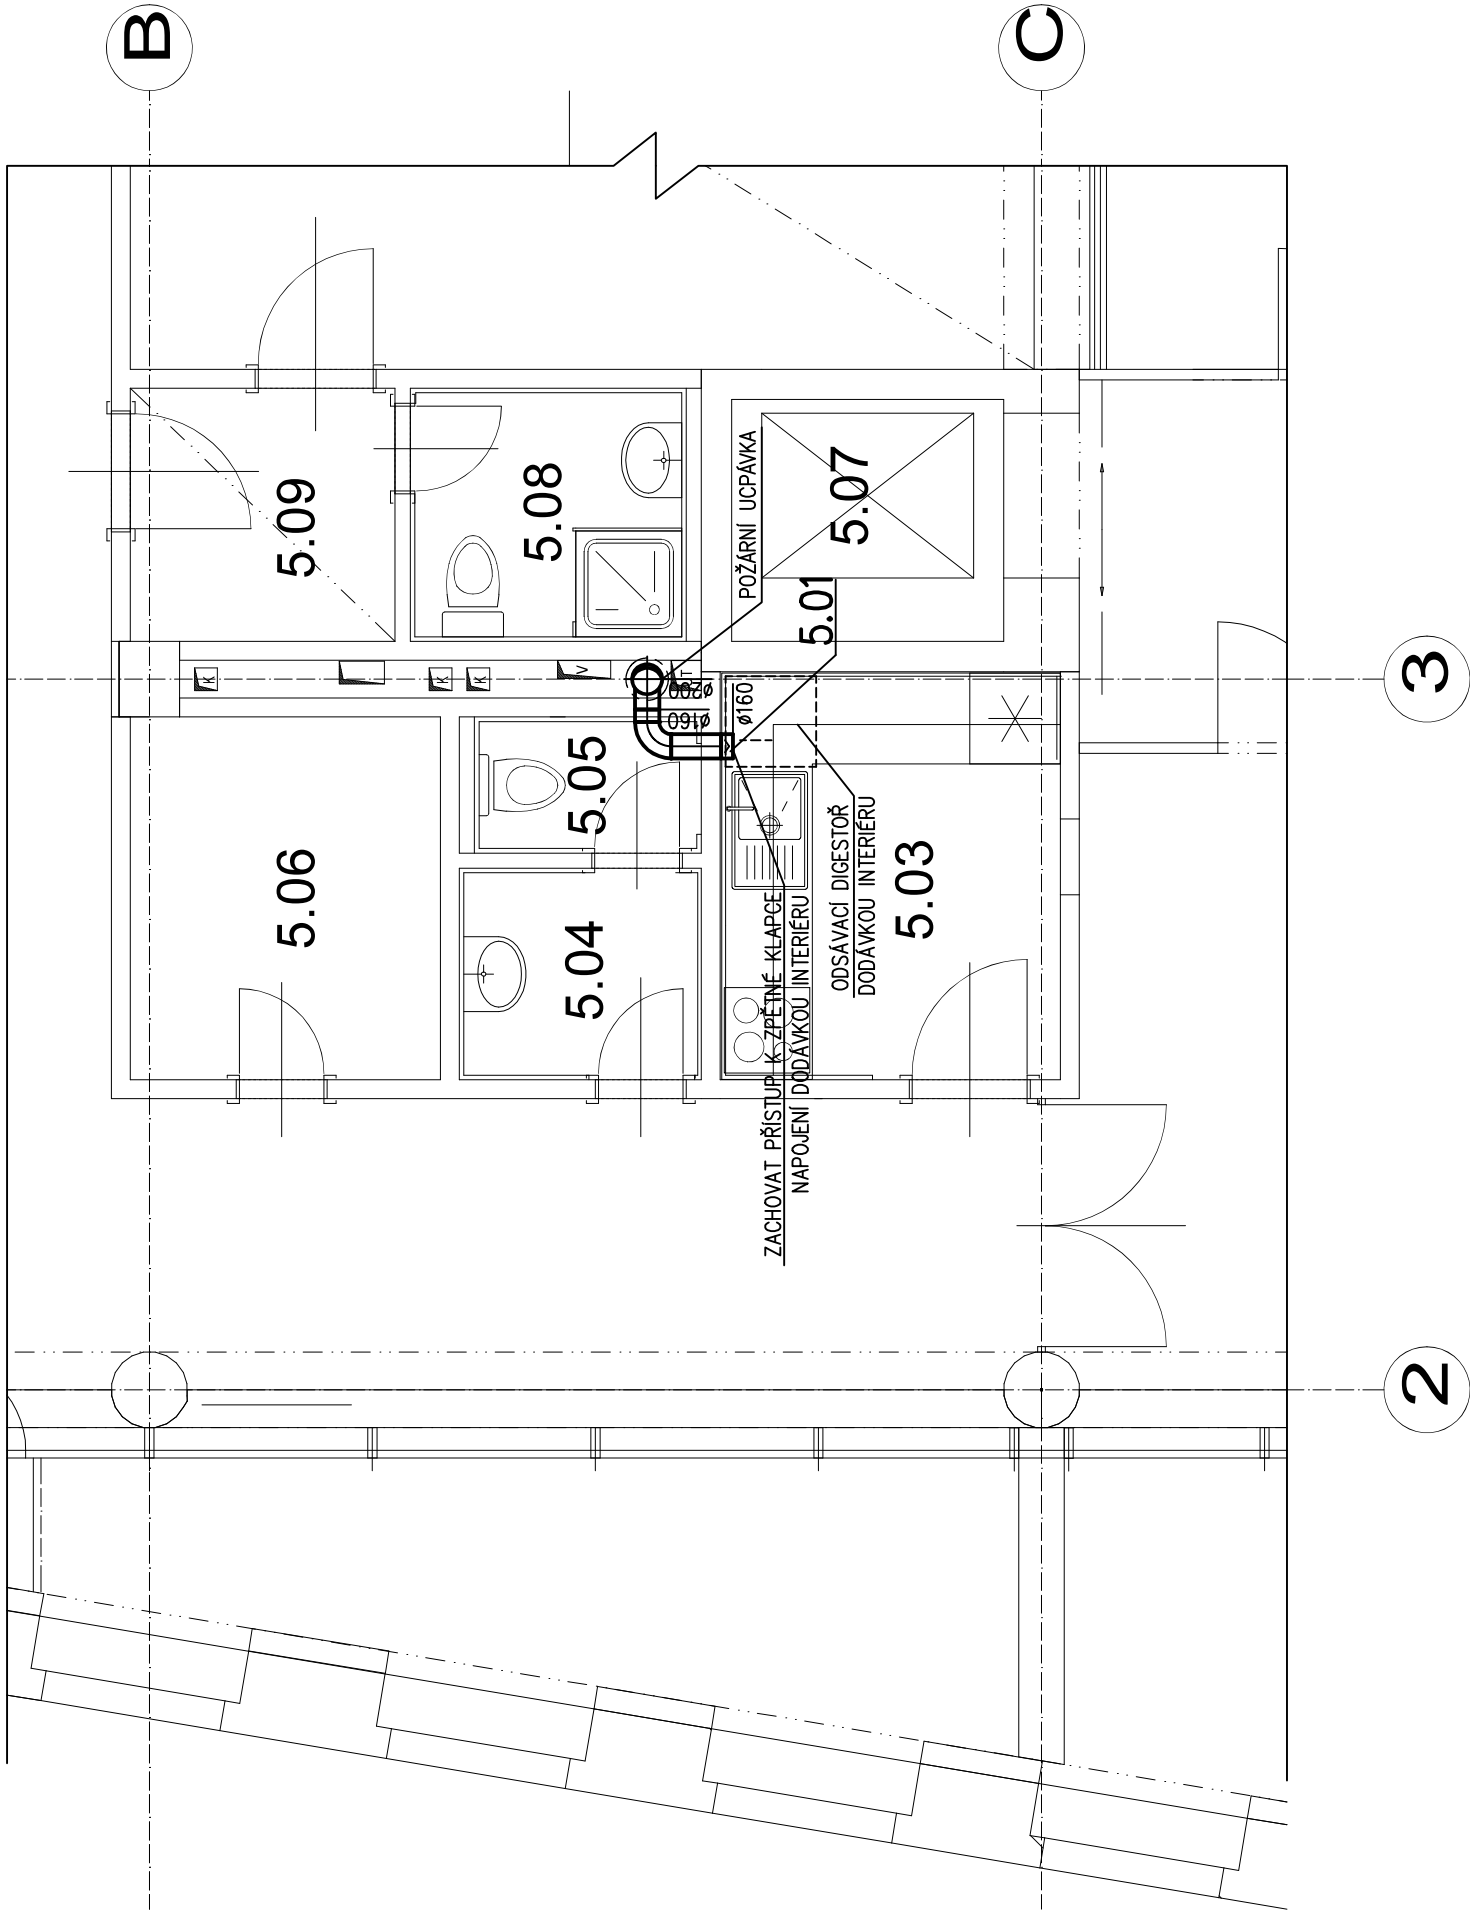 B
C
5.09
5.08
5.07
POŽÁRNÍ UCPÁVKA
5.01
3
K
K
K
V
ø200
ø160
ø160
5.06
5.05
5.04
5.03
ODSÁVACÍ DIGESTOŘ
DODÁVKOU INTERIÉRU
ZACHOVAT PŘÍSTUP K ZPĚTNÉ KLAPCE
NAPOJENÍ DODÁVKOU INTERIÉRU
2